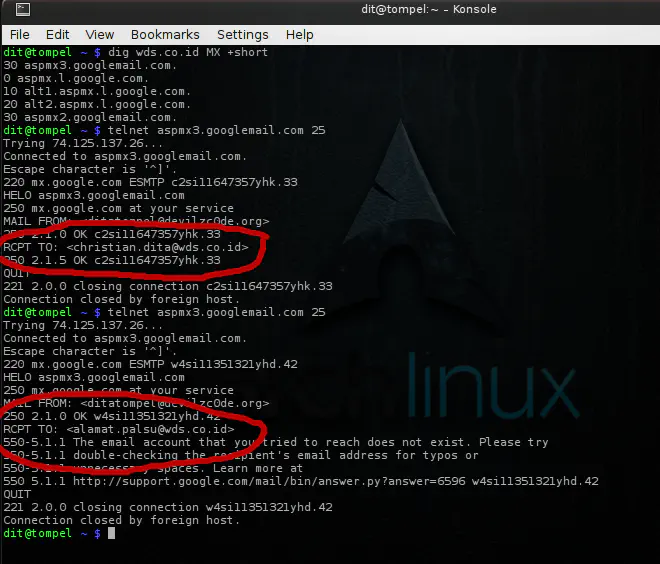 dit@tompel:~ – Konsole
File Edit View Bookmarks Settings Help
dit@tompel ~ $ dig wds.co.id MX +short
30 aspmx3.googlemail.com.
0 aspmx.l.google.com.
10 alt1.aspmx.l.google.com.
20 alt2.aspmx.l.google.com.
30 aspmx2.googlemail.com.
dit@tompel ~ $ telnet aspmx3.googlemail.com 25
Trying 74.125.137.26...
Connected to aspmx3.googlemail.com.
Escape character is '^]'.
220 mx.google.com ESMTP c2si11647357yhk.33
HELO aspmx3.googlemail.com
250 mx.google.com at your service
MAIL FROM: <ditatompel@devilzc0de.org>
250 2.1.0 OK c2si11647357yhk.33
RCPT TO: <christian.dita@wds.co.id>
250 2.1.5 OK c2si11647357yhk.33
QUIT
221 2.0.0 closing connection c2si11647357yhk.33
Connection closed by foreign host.
dit@tompel ~ $ telnet aspmx3.googlemail.com 25
Trying 74.125.137.26...
Connected to aspmx3.googlemail.com.
Escape character is '^]'.
220 mx.google.com ESMTP w4si11351321yhd.42
HELO aspmx3.googlemail.com
250 mx.google.com at your service
MAIL FROM: <ditatompel@devilzc0de.org>
250 2.1.0 OK w4si11351321yhd.42
RCPT TO: <alamat.palsu@wds.co.id>
550-5.1.1 The email account that you tried to reach does not exist. Please try
550-5.1.1 double-checking the recipient's email address for typos or
550-5.1.1 unnecessary spaces. Learn more at
550 5.1.1 http://support.google.com/mail/bin/answer.py?answer=6596 w4si11351321yhd.42
QUIT
221 2.0.0 closing connection w4si11351321yhd.42
Connection closed by foreign host.
dit@tompel ~ $
linux